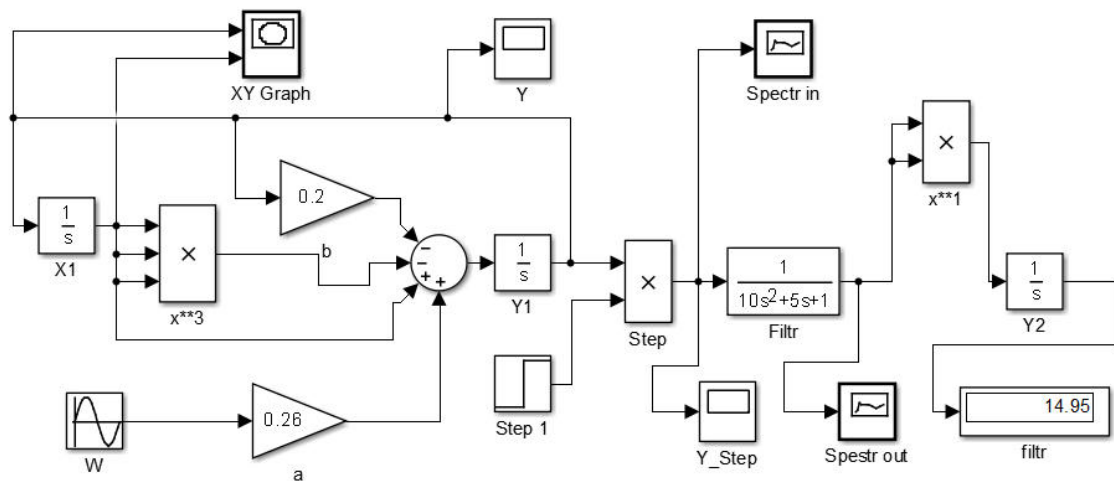 XY Graph
Y
Spectr in
×
x**1
0.2
1
s
X1
×
x**3
b
−
−
+
+
1
s
Y1
×
Step
1
10s²+5s+1
Filtr
1
s
Y2
Step 1
W
0.26
a
Y_Step
Spestr out
14.95
filtr